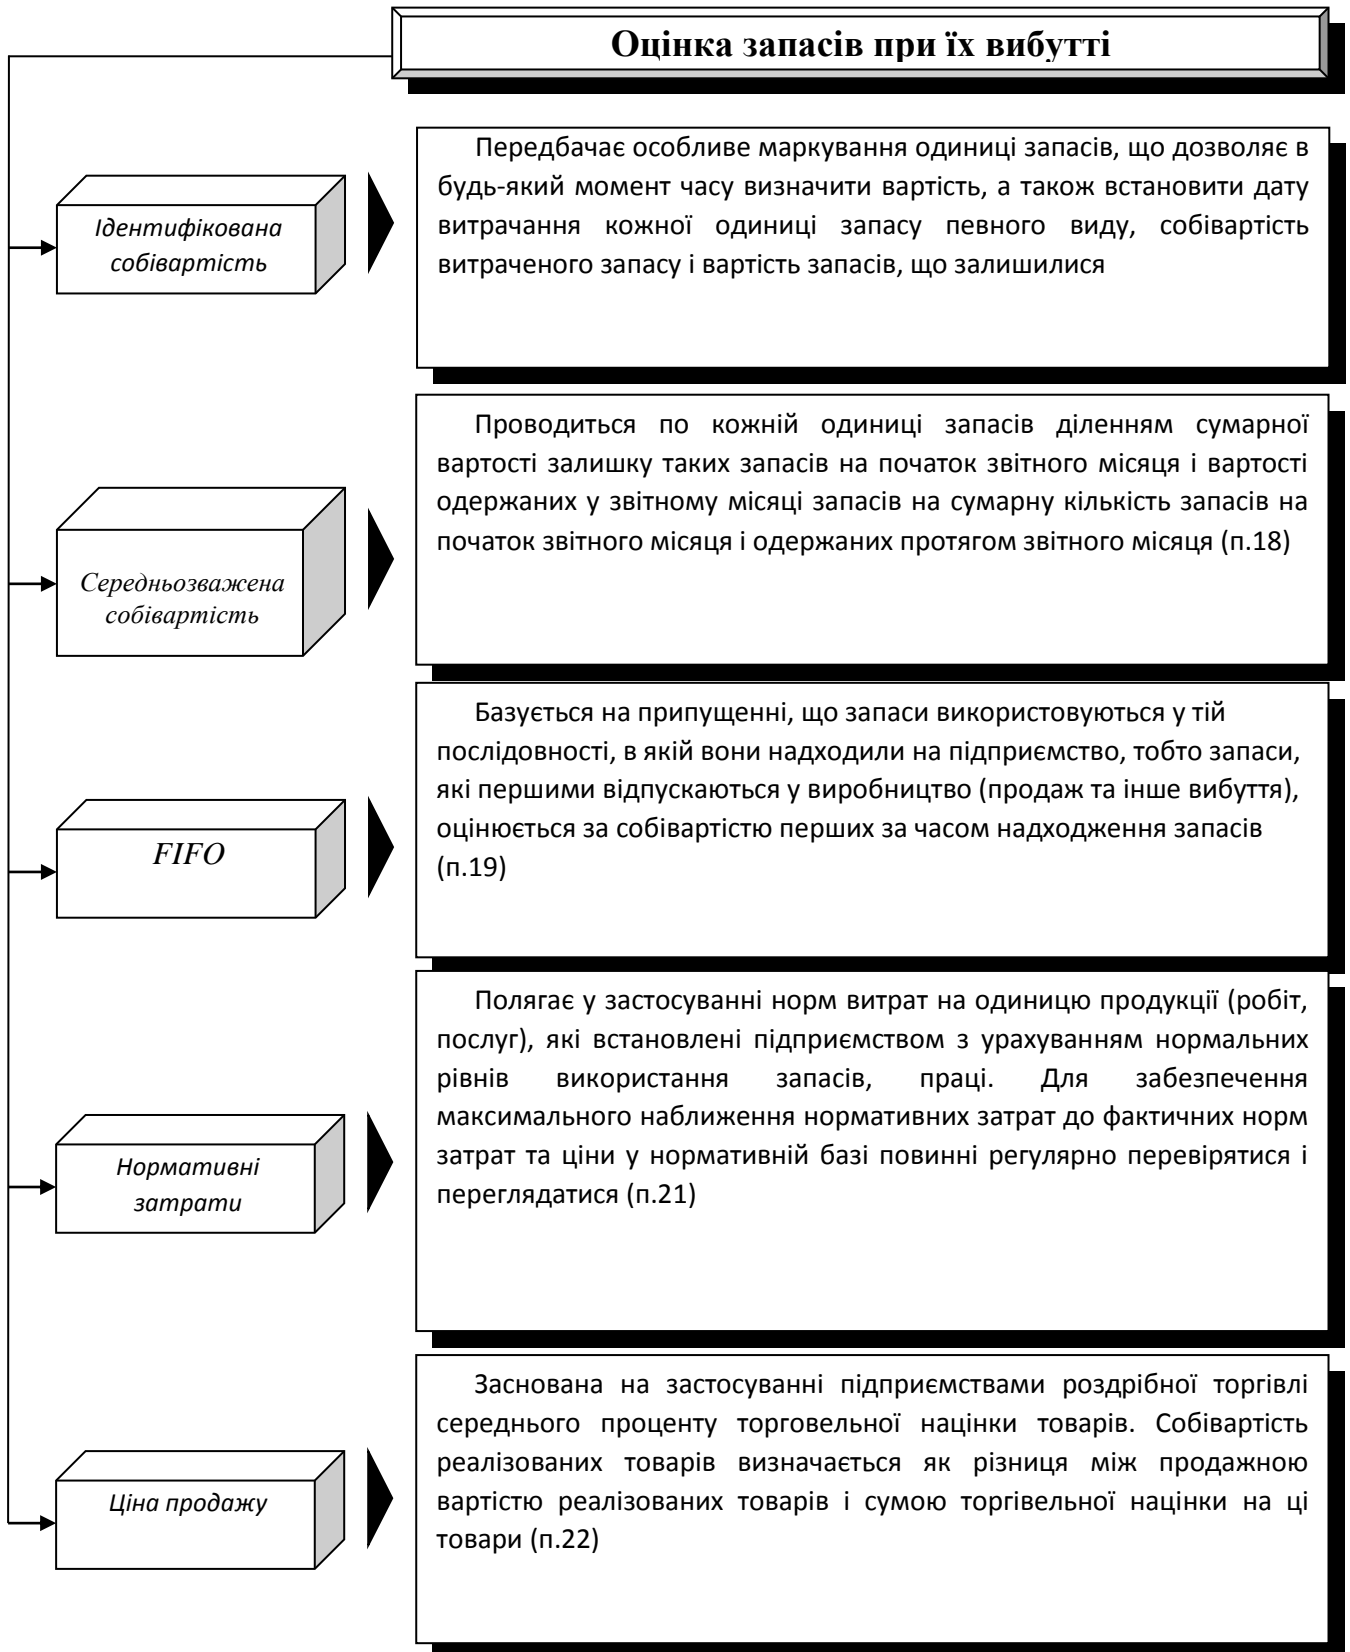 Оцінка запасів при їх вибутті
Ідентифікована
собівартість
Передбачає особливе маркування одиниці запасів, що дозволяє в
будь-який момент часу визначити вартість, а також встановити дату
витрачання кожної одиниці запасу певного виду, собівартість
витраченого запасу і вартість запасів, що залишилися
Середньозважена
собівартість
Проводиться по кожній одиниці запасів діленням сумарної
вартості залишку таких запасів на початок звітного місяця і вартості
одержаних у звітному місяці запасів на сумарну кількість запасів на
початок звітного місяця і одержаних протягом звітного місяця (п.18)
FIFO
Базується на припущенні, що запаси використовуються у тій
послідовності, в якій вони надходили на підприємство, тобто запаси,
які першими відпускаються у виробництво (продаж та інше вибуття),
оцінюється за собівартістю перших за часом надходження запасів
(п.19)
Нормативні
затрати
Полягає у застосуванні норм витрат на одиницю продукції (робіт,
послуг), які встановлені підприємством з урахуванням нормальних
рівнів використання запасів, праці. Для забезпечення
максимального наближення нормативних затрат до фактичних норм
затрат та ціни у нормативній базі повинні регулярно перевірятися і
переглядатися (п.21)
Ціна продажу
Заснована на застосуванні підприємствами роздрібної торгівлі
середнього проценту торговельної націнки товарів. Собівартість
реалізованих товарів визначається як різниця між продажною
вартістю реалізованих товарів і сумою торгівельної націнки на ці
товари (п.22)